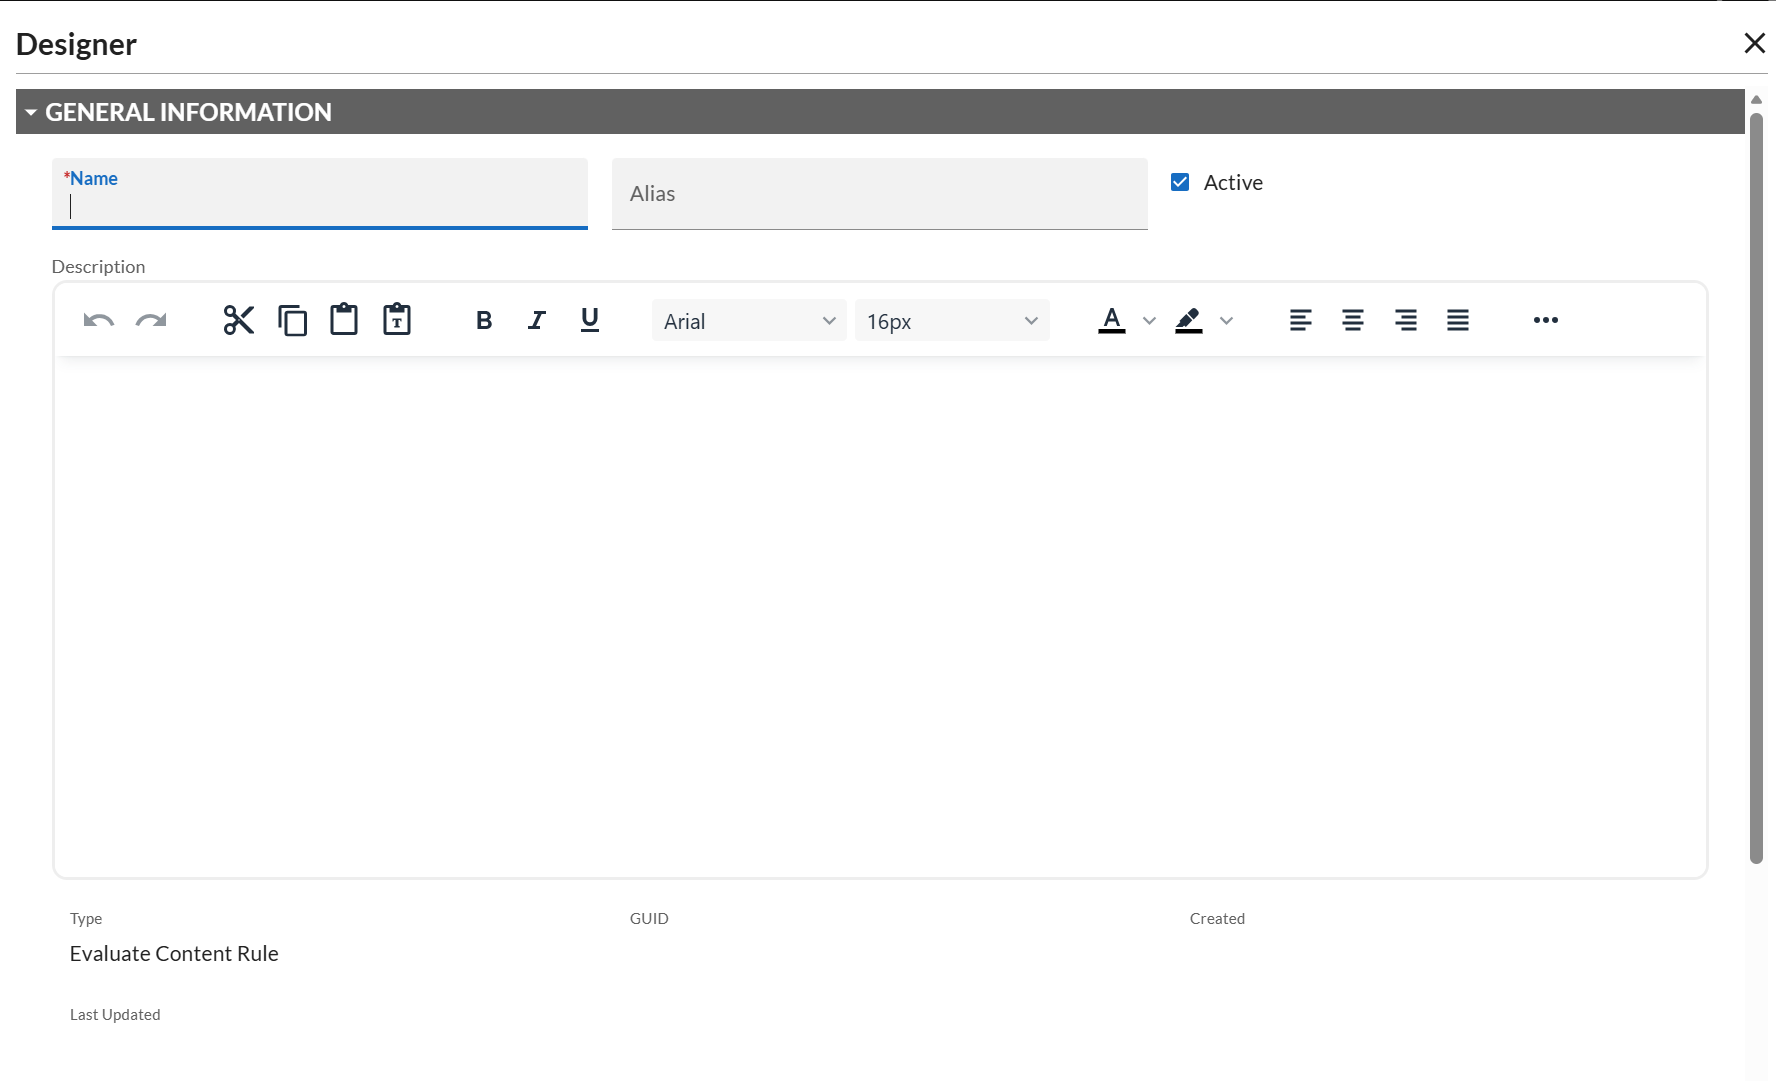 Designer
GENERAL INFORMATION
*Name
Alias
Active
Description
Arial
16px
Type
GUID
Created
Evaluate Content Rule
Last Updated